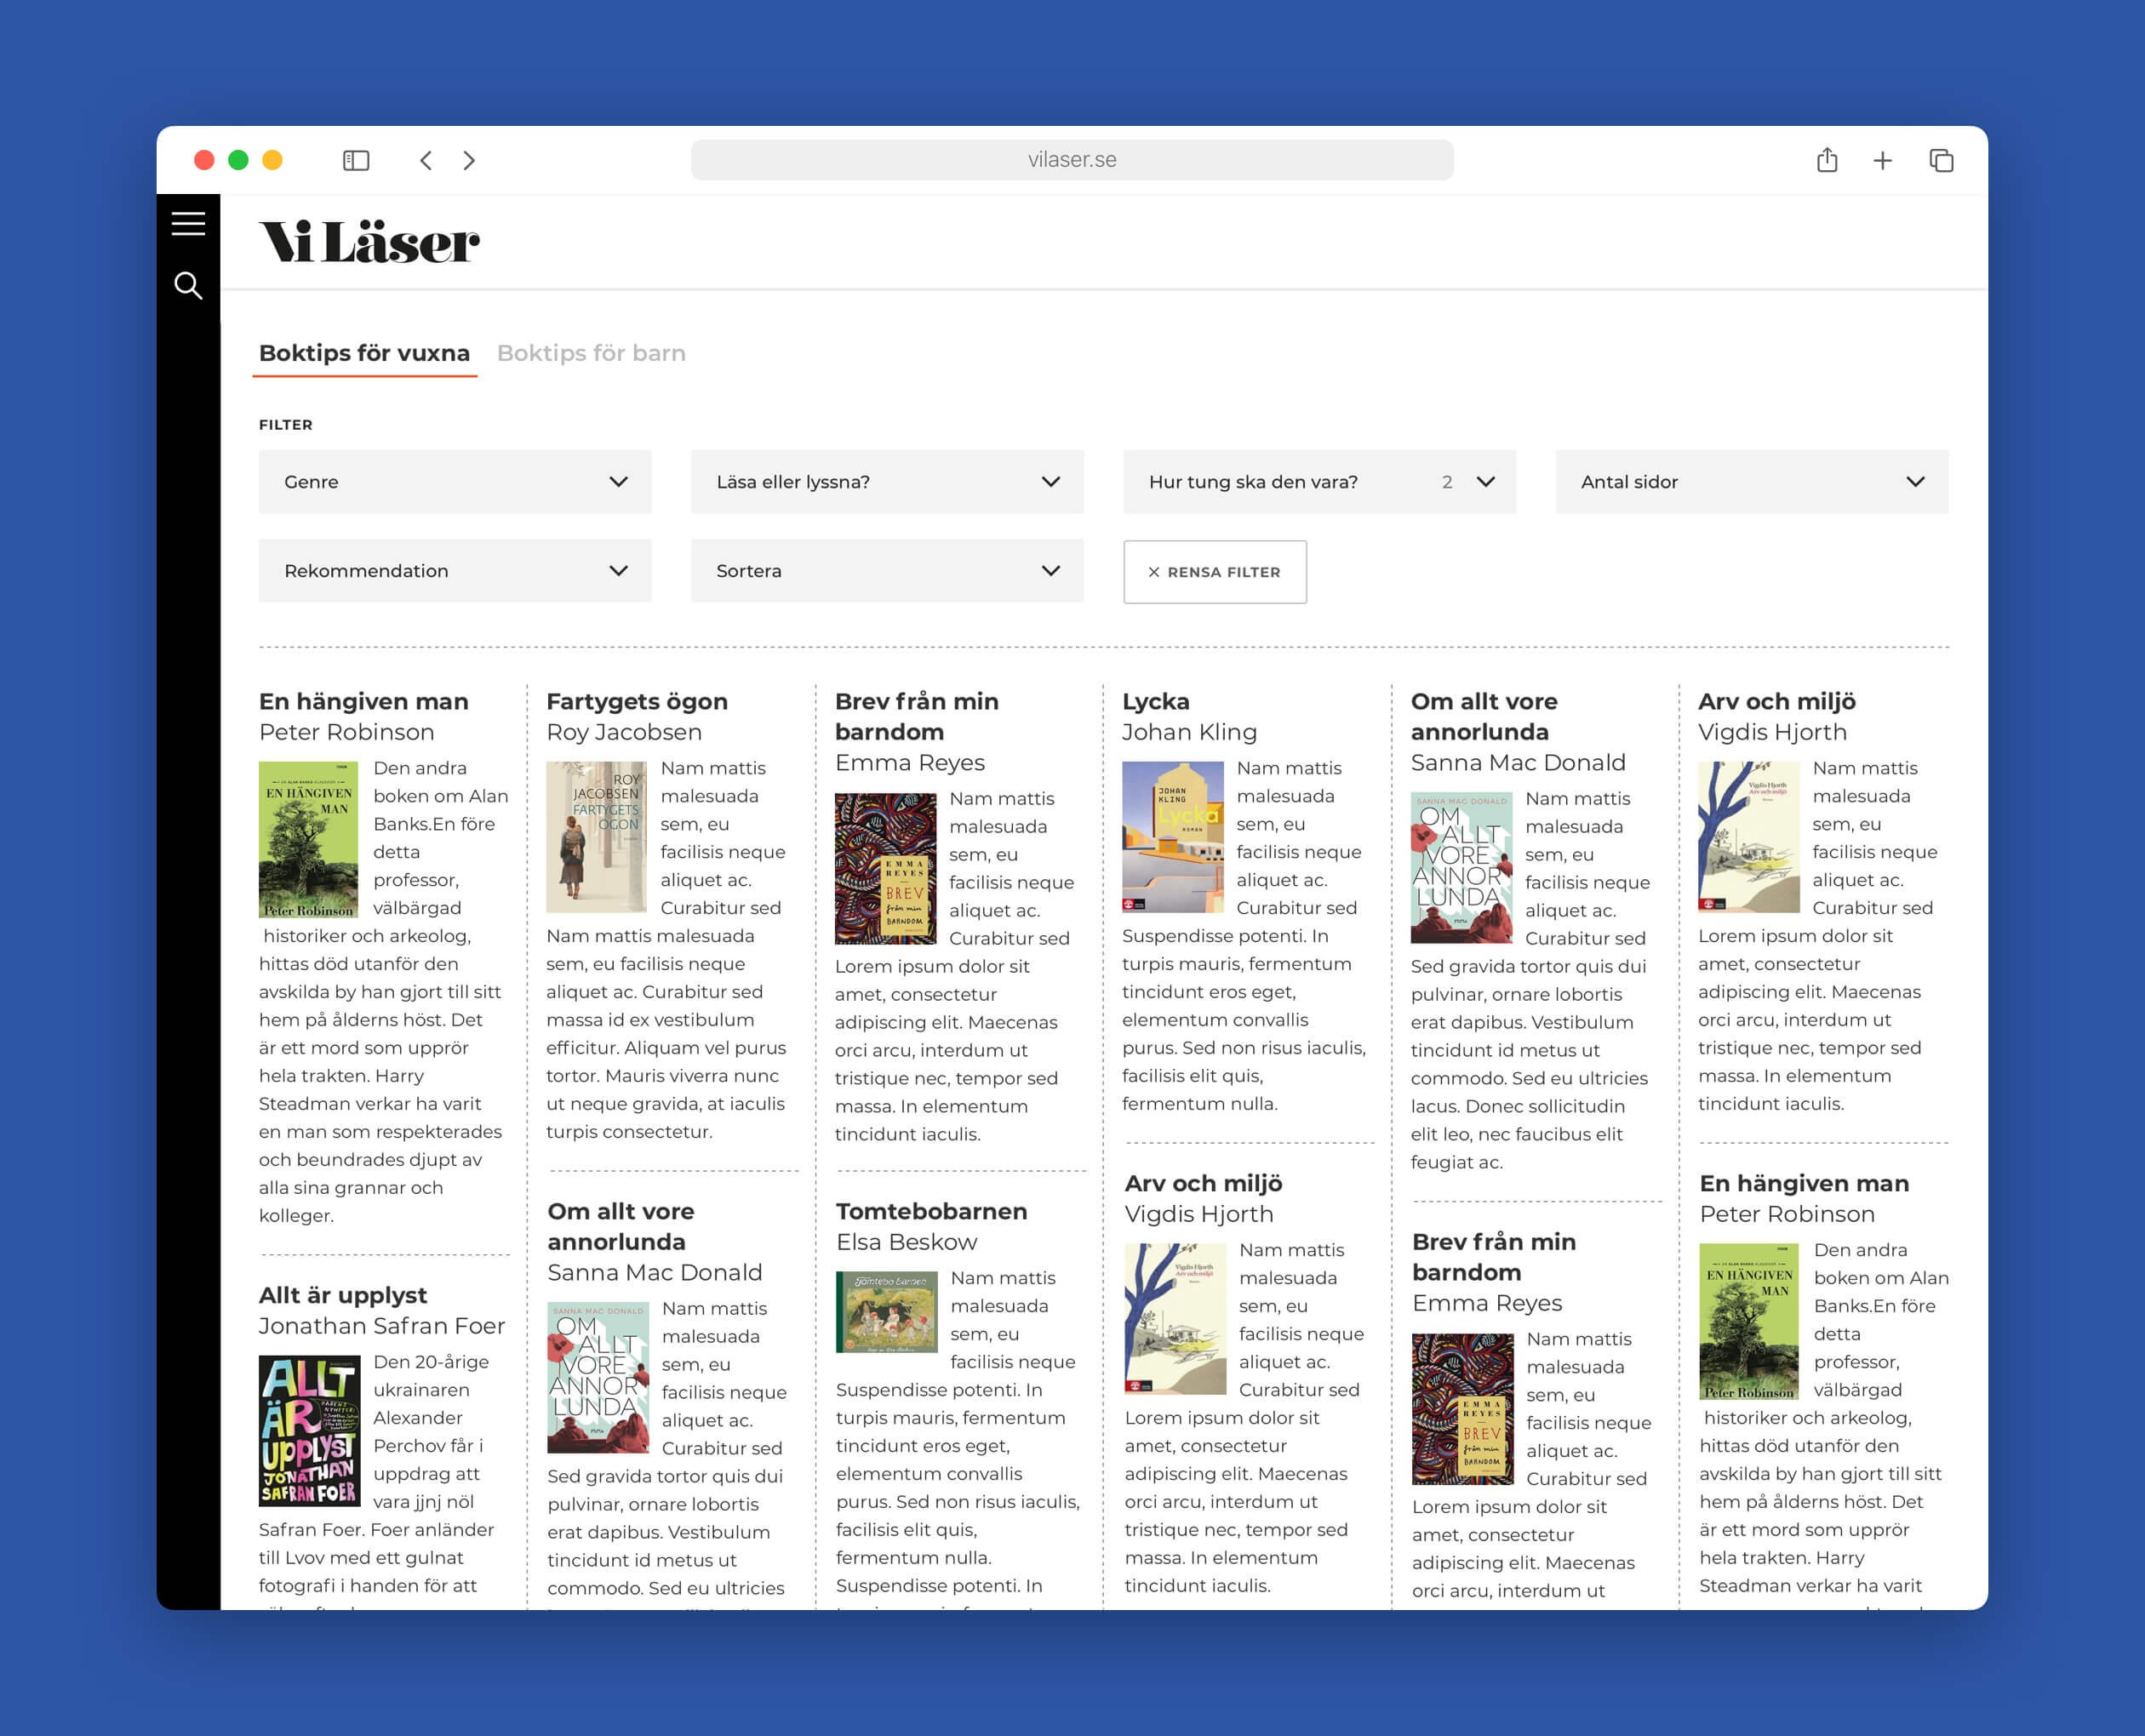 vilaser.se
Vi Läser
Boktips för vuxna
Boktips för barn
FILTER
Genre
Läsa eller lyssna?
Hur tung ska den vara? 2
Antal sidor
Rekommendation
Sortera
× RENSA FILTER
En hängiven man
Peter Robinson
EN HÄNGIVEN
MAN
Peter Robinson
Den andra
boken om Alan
Banks.En före
detta
professor,
välbärgad
historiker och arkeolog,
hittas död utanför den
avskilda by han gjort till sitt
hem på ålderns höst. Det
är ett mord som upprör
hela trakten. Harry
Steadman verkar ha varit
en man som respekterades
och beundrades djupt av
alla sina grannar och
kolleger.
Allt är upplyst
Jonathan Safran Foer
ALLT
ÄR
UPPLYST
JONATHAN
SAFRAN FOER
Den 20-årige
ukrainaren
Alexander
Perchov får i
uppdrag att
vara jjnj nöl
Safran Foer. Foer anländer
till Lvov med ett gulnat
fotografi i handen för att
Fartygets ögon
Roy Jacobsen
ROY
JACOBSEN
FARTYGETS
ÖGON
Nam mattis
malesuada
sem, eu
facilisis neque
aliquet ac.
Curabitur sed
Nam mattis malesuada
sem, eu facilisis neque
aliquet ac. Curabitur sed
massa id ex vestibulum
efficitur. Aliquam vel purus
tortor. Mauris viverra nunc
ut neque gravida, at iaculis
turpis consectetur.
Om allt vore
annorlunda
Sanna Mac Donald
SANNA MAC DONALD
OM
ALLT
VORE
ANNOR
LUNDA
Nam mattis
malesuada
sem, eu
facilisis neque
aliquet ac.
Curabitur sed
Sed gravida tortor quis dui
pulvinar, ornare lobortis
erat dapibus. Vestibulum
tincidunt id metus ut
commodo. Sed eu ultricies
Brev från min
barndom
Emma Reyes
EMMA
REYES
BREV
från min
BARNDOM
Nam mattis
malesuada
sem, eu
facilisis neque
aliquet ac.
Curabitur sed
Lorem ipsum dolor sit
amet, consectetur
adipiscing elit. Maecenas
orci arcu, interdum ut
tristique nec, tempor sed
massa. In elementum
tincidunt iaculis.
Tomtebobarnen
Elsa Beskow
Tomtebobarnen
Nam mattis
malesuada
sem, eu
facilisis neque
Suspendisse potenti. In
turpis mauris, fermentum
tincidunt eros eget,
elementum convallis
purus. Sed non risus iaculis,
facilisis elit quis,
fermentum nulla.
Suspendisse potenti. In
Lycka
Johan Kling
JOHAN
KLING
Lycka
ROMAN
Nam mattis
malesuada
sem, eu
facilisis neque
aliquet ac.
Curabitur sed
Suspendisse potenti. In
turpis mauris, fermentum
tincidunt eros eget,
elementum convallis
purus. Sed non risus iaculis,
facilisis elit quis,
fermentum nulla.
Arv och miljö
Vigdis Hjorth
Vigdis Hjorth
Arv och miljö
Nam mattis
malesuada
sem, eu
facilisis neque
aliquet ac.
Curabitur sed
Lorem ipsum dolor sit
amet, consectetur
adipiscing elit. Maecenas
orci arcu, interdum ut
tristique nec, tempor sed
massa. In elementum
tincidunt iaculis.
Om allt vore
annorlunda
Sanna Mac Donald
SANNA MAC DONALD
OM
ALLT
VORE
ANNOR
LUNDA
Nam mattis
malesuada
sem, eu
facilisis neque
aliquet ac.
Curabitur sed
Sed gravida tortor quis dui
pulvinar, ornare lobortis
erat dapibus. Vestibulum
tincidunt id metus ut
commodo. Sed eu ultricies
lacus. Donec sollicitudin
elit leo, nec faucibus elit
feugiat ac.
Brev från min
barndom
Emma Reyes
EMMA
REYES
BREV
från min
BARNDOM
Nam mattis
malesuada
sem, eu
facilisis neque
aliquet ac.
Curabitur sed
Lorem ipsum dolor sit
amet, consectetur
adipiscing elit. Maecenas
orci arcu, interdum ut
Arv och miljö
Vigdis Hjorth
Vigdis Hjorth
Arv och miljö
Nam mattis
malesuada
sem, eu
facilisis neque
aliquet ac.
Curabitur sed
Lorem ipsum dolor sit
amet, consectetur
adipiscing elit. Maecenas
orci arcu, interdum ut
tristique nec, tempor sed
massa. In elementum
tincidunt iaculis.
En hängiven man
Peter Robinson
EN HÄNGIVEN
MAN
Peter Robinson
Den andra
boken om Alan
Banks.En före
detta
professor,
välbärgad
historiker och arkeolog,
hittas död utanför den
avskilda by han gjort till sitt
hem på ålderns höst. Det
är ett mord som upprör
hela trakten. Harry
Steadman verkar ha varit